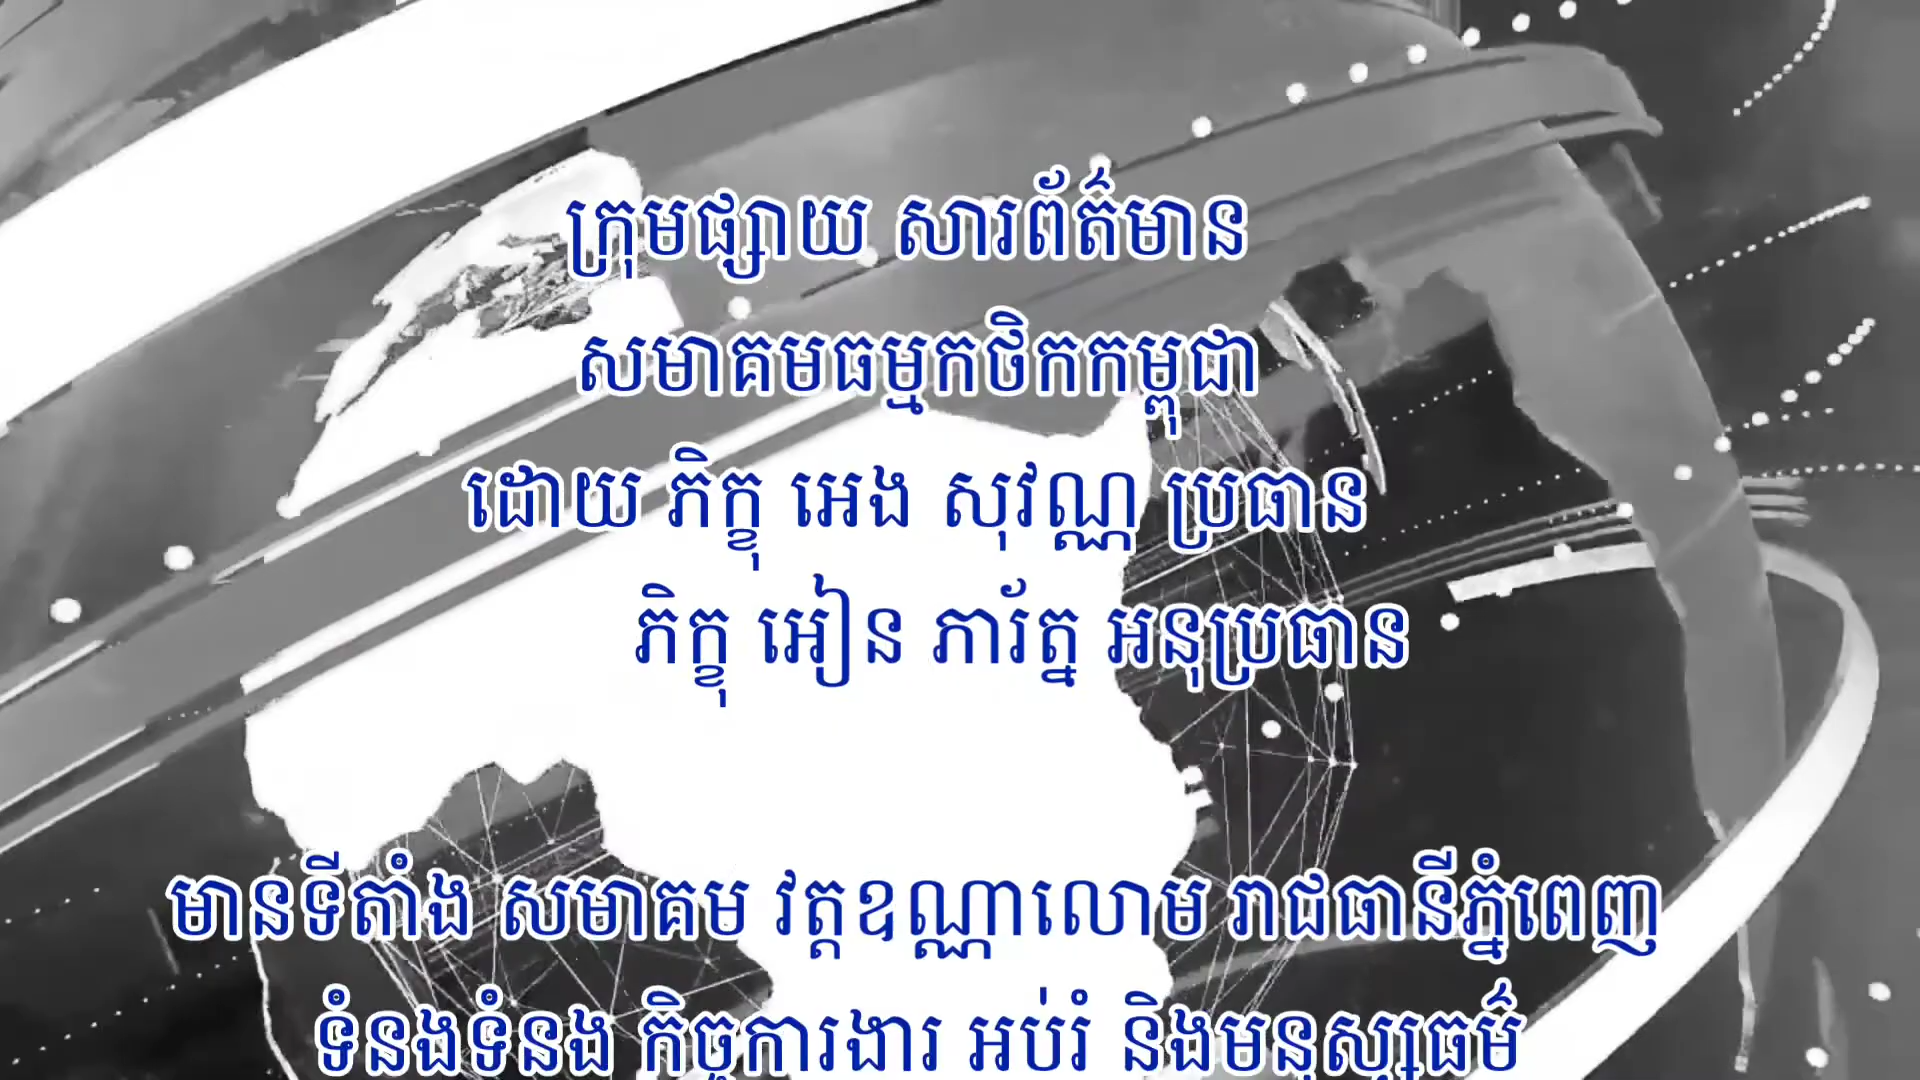 ក្រុមផ្សាយ សារព័ត៌មាន
សមាគមធម្មកថិកកម្ពុជា
ដោយ ភិក្ខុ អេង សុវណ្ណ ប្រធាន
ភិក្ខុ អៀន ភារ័ត្ន អនុប្រធាន
មានទីតាំង សមាគម វត្តឧណ្ណាលោម រាជធានីភ្នំពេញ
ទំនងទំនង កិច្ចការងារ អប់រំ និងមនុស្សធម៌